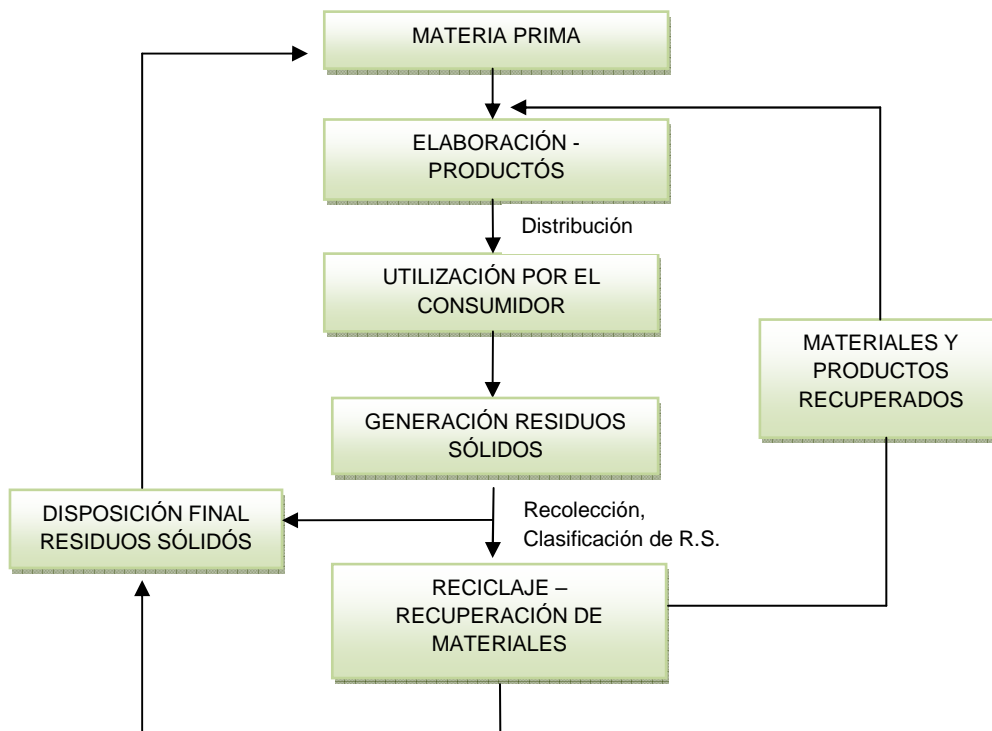 MATERIA PRIMA
ELABORACIÓN -
PRODUCTÓS
Distribución
UTILIZACIÓN POR EL
CONSUMIDOR
MATERIALES Y
PRODUCTOS
RECUPERADOS
GENERACIÓN RESIDUOS
SÓLIDOS
DISPOSICIÓN FINAL
RESIDUOS SÓLIDÓS
Recolección,
Clasificación de R.S.
RECICLAJE –
RECUPERACIÓN DE
MATERIALES